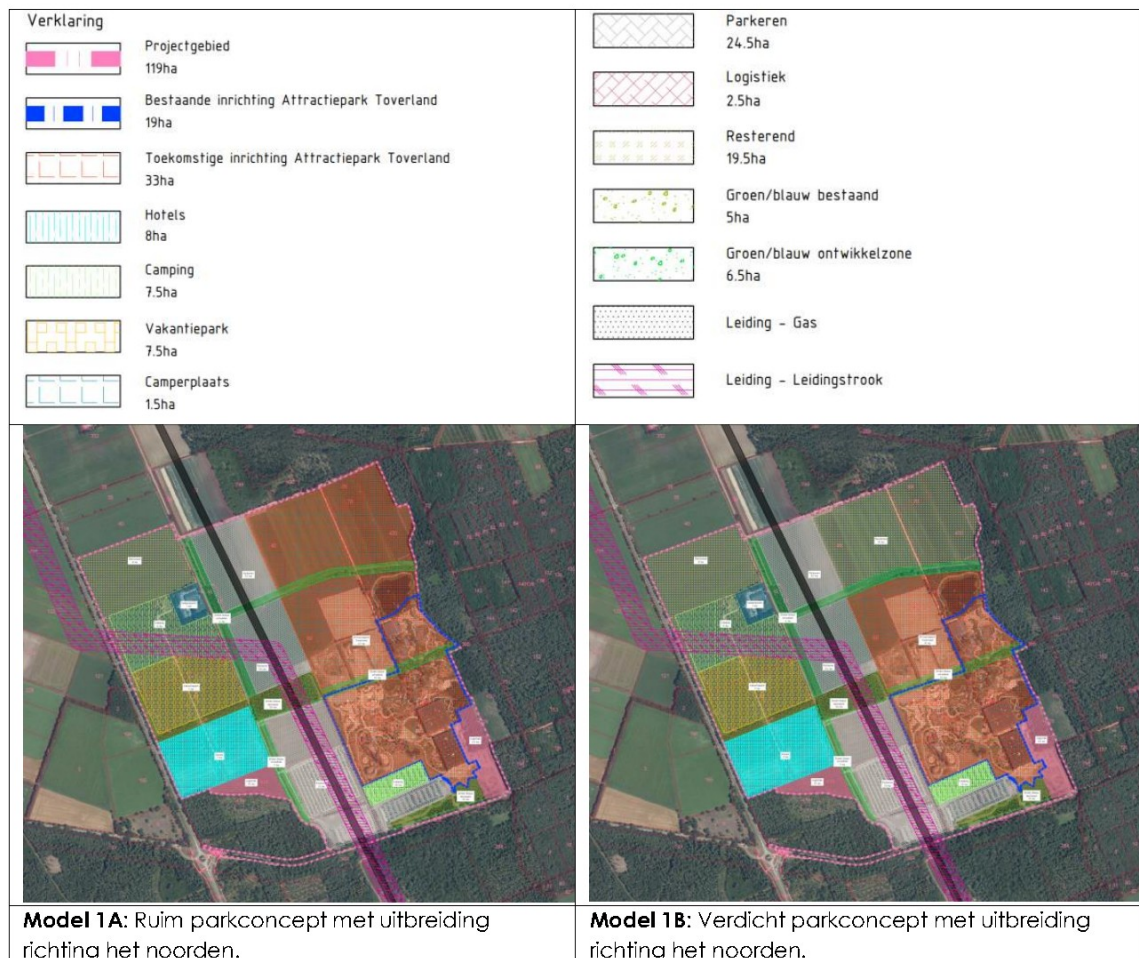 Verklaring
Projectgebied
119ha
Bestaande inrichting Attractiepark Toverland
19ha
Toekomstige inrichting Attractiepark Toverland
33ha
Hotels
8ha
Camping
7.5ha
Vakantiepark
7.5ha
Camperplaats
1.5ha
Parkeren
24.5ha
Logistiek
2.5ha
Resterend
19.5ha
Groen/blauw bestaand
5ha
Groen/blauw ontwikkelzone
6.5ha
Leiding - Gas
Leiding - Leidingstrook
Model 1A: Ruim parkconcept met uitbreiding
richting het noorden.
Model 1B: Verdicht parkconcept met uitbreiding
richting het noorden.